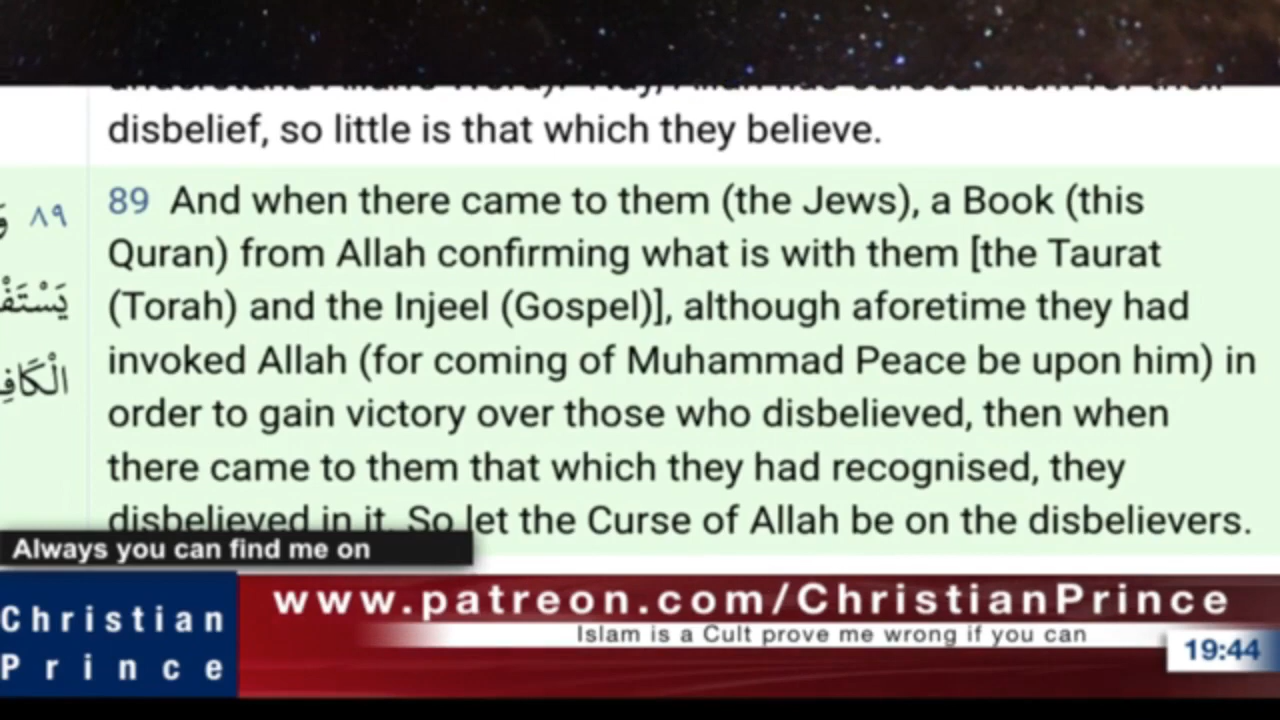 disbelief, so little is that which they believe.
89 And when there came to them (the Jews), a Book (this
Quran) from Allah confirming what is with them [the Taurat
(Torah) and the Injeel (Gospel)], although aforetime they had
invoked Allah (for coming of Muhammad Peace be upon him) in
order to gain victory over those who disbelieved, then when
there came to them that which they had recognised, they
disbelieved in it. So let the Curse of Allah be on the disbelievers.
٨٩
Always you can find me on
Christian
Prince
www.patreon.com/ChristianPrince
Islam is a Cult prove me wrong if you can
19:44